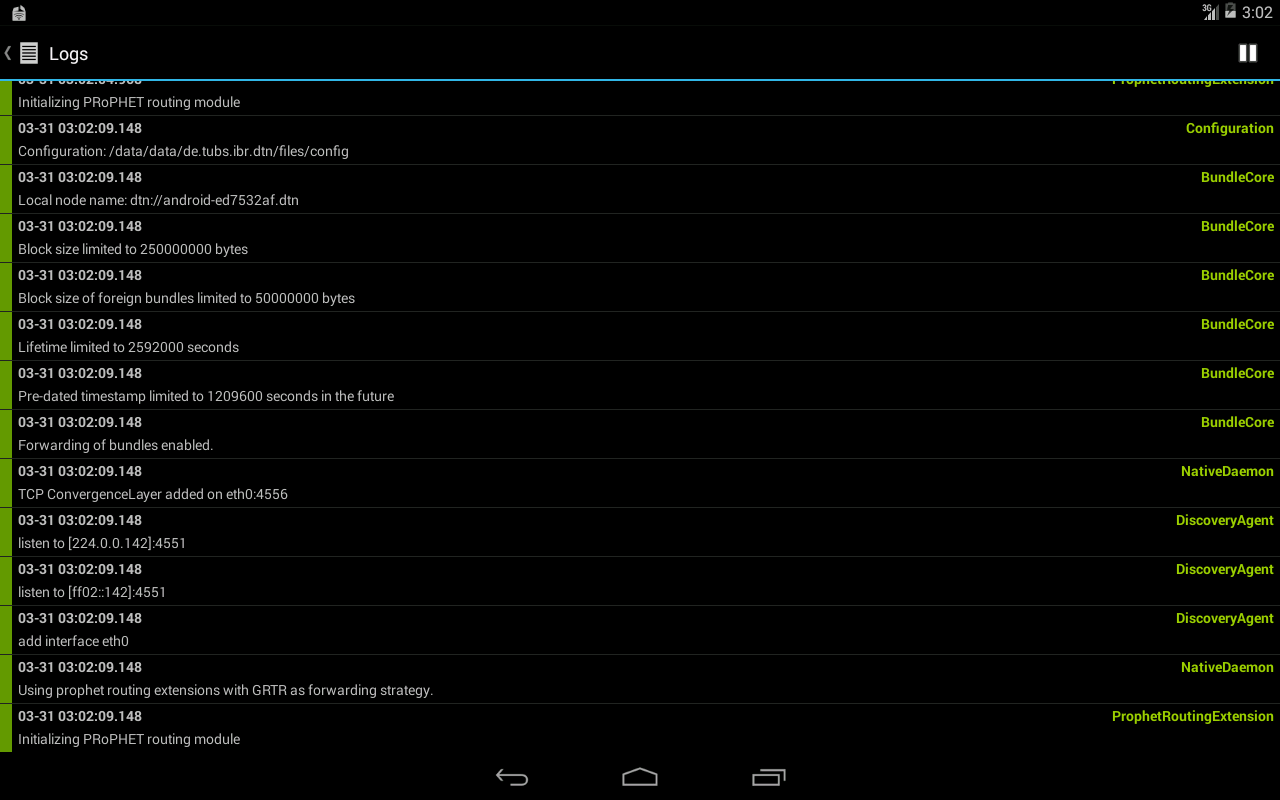 3G 3:02
Logs
ProphetRoutingExtension
Initializing PRoPHET routing module
03-31 03:02:09.148 Configuration
Configuration: /data/data/de.tubs.ibr.dtn/files/config
03-31 03:02:09.148 BundleCore
Local node name: dtn://android-ed7532af.dtn
03-31 03:02:09.148 BundleCore
Block size limited to 250000000 bytes
03-31 03:02:09.148 BundleCore
Block size of foreign bundles limited to 50000000 bytes
03-31 03:02:09.148 BundleCore
Lifetime limited to 2592000 seconds
03-31 03:02:09.148 BundleCore
Pre-dated timestamp limited to 1209600 seconds in the future
03-31 03:02:09.148 BundleCore
Forwarding of bundles enabled.
03-31 03:02:09.148 NativeDaemon
TCP ConvergenceLayer added on eth0:4556
03-31 03:02:09.148 DiscoveryAgent
listen to [224.0.0.142]:4551
03-31 03:02:09.148 DiscoveryAgent
listen to [ff02::142]:4551
03-31 03:02:09.148 DiscoveryAgent
add interface eth0
03-31 03:02:09.148 NativeDaemon
Using prophet routing extensions with GRTR as forwarding strategy.
03-31 03:02:09.148 ProphetRoutingExtension
Initializing PRoPHET routing module